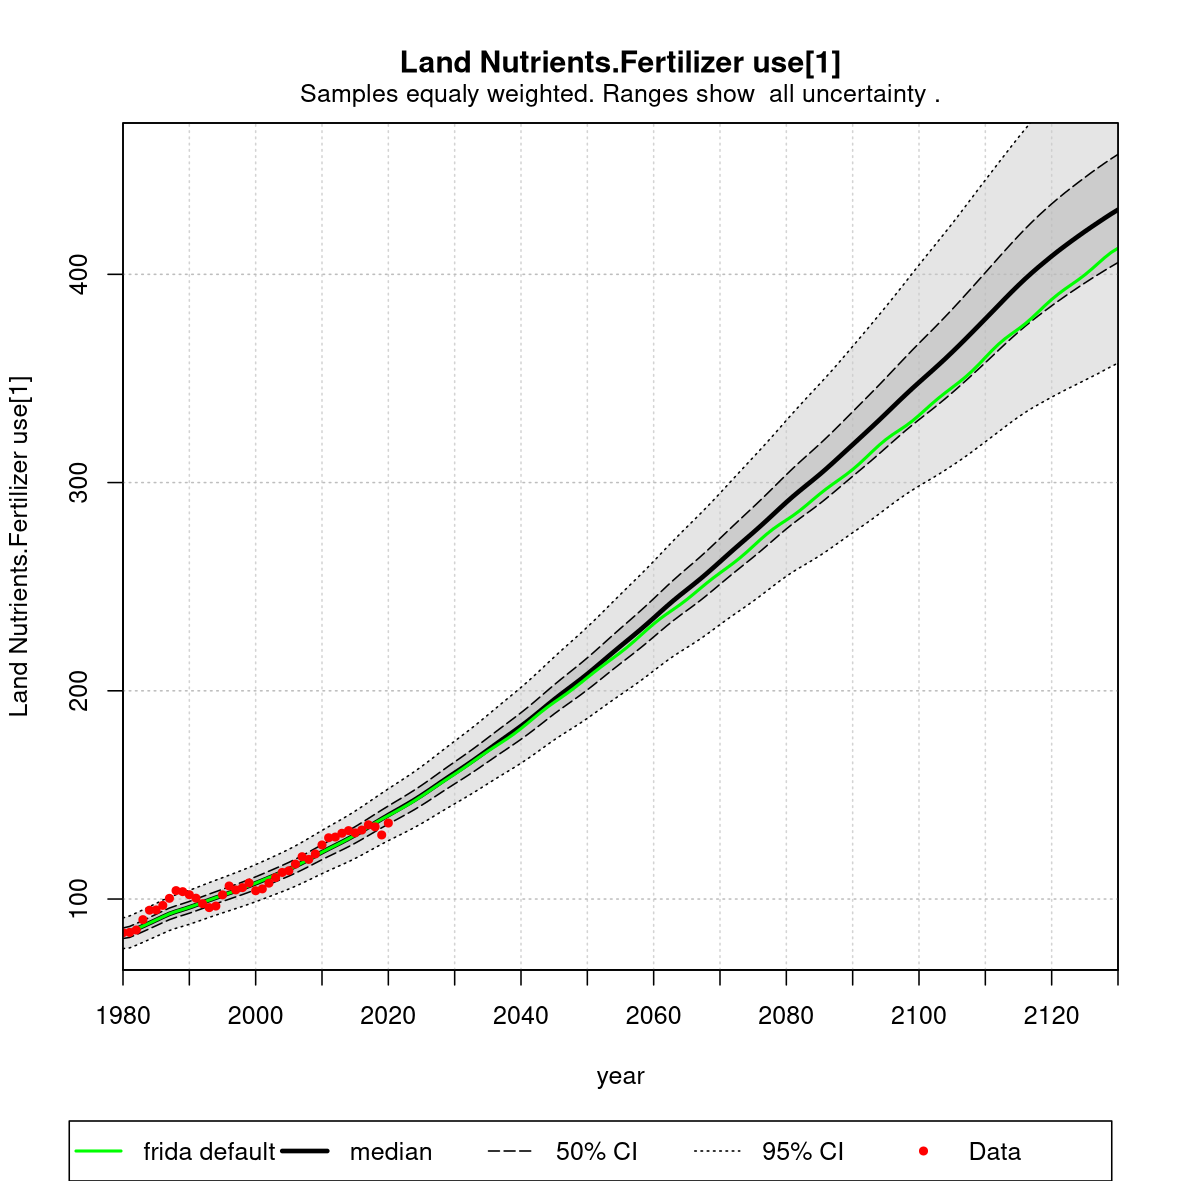 Land Nutrients.Fertilizer use[1]
Samples equaly weighted. Ranges show  all uncertainty .
Land Nutrients.Fertilizer use[1]
400
300
200
100
1980 2000 2020 2040 2060 2080 2100 2120
year
frida default median 50% CI 95% CI Data